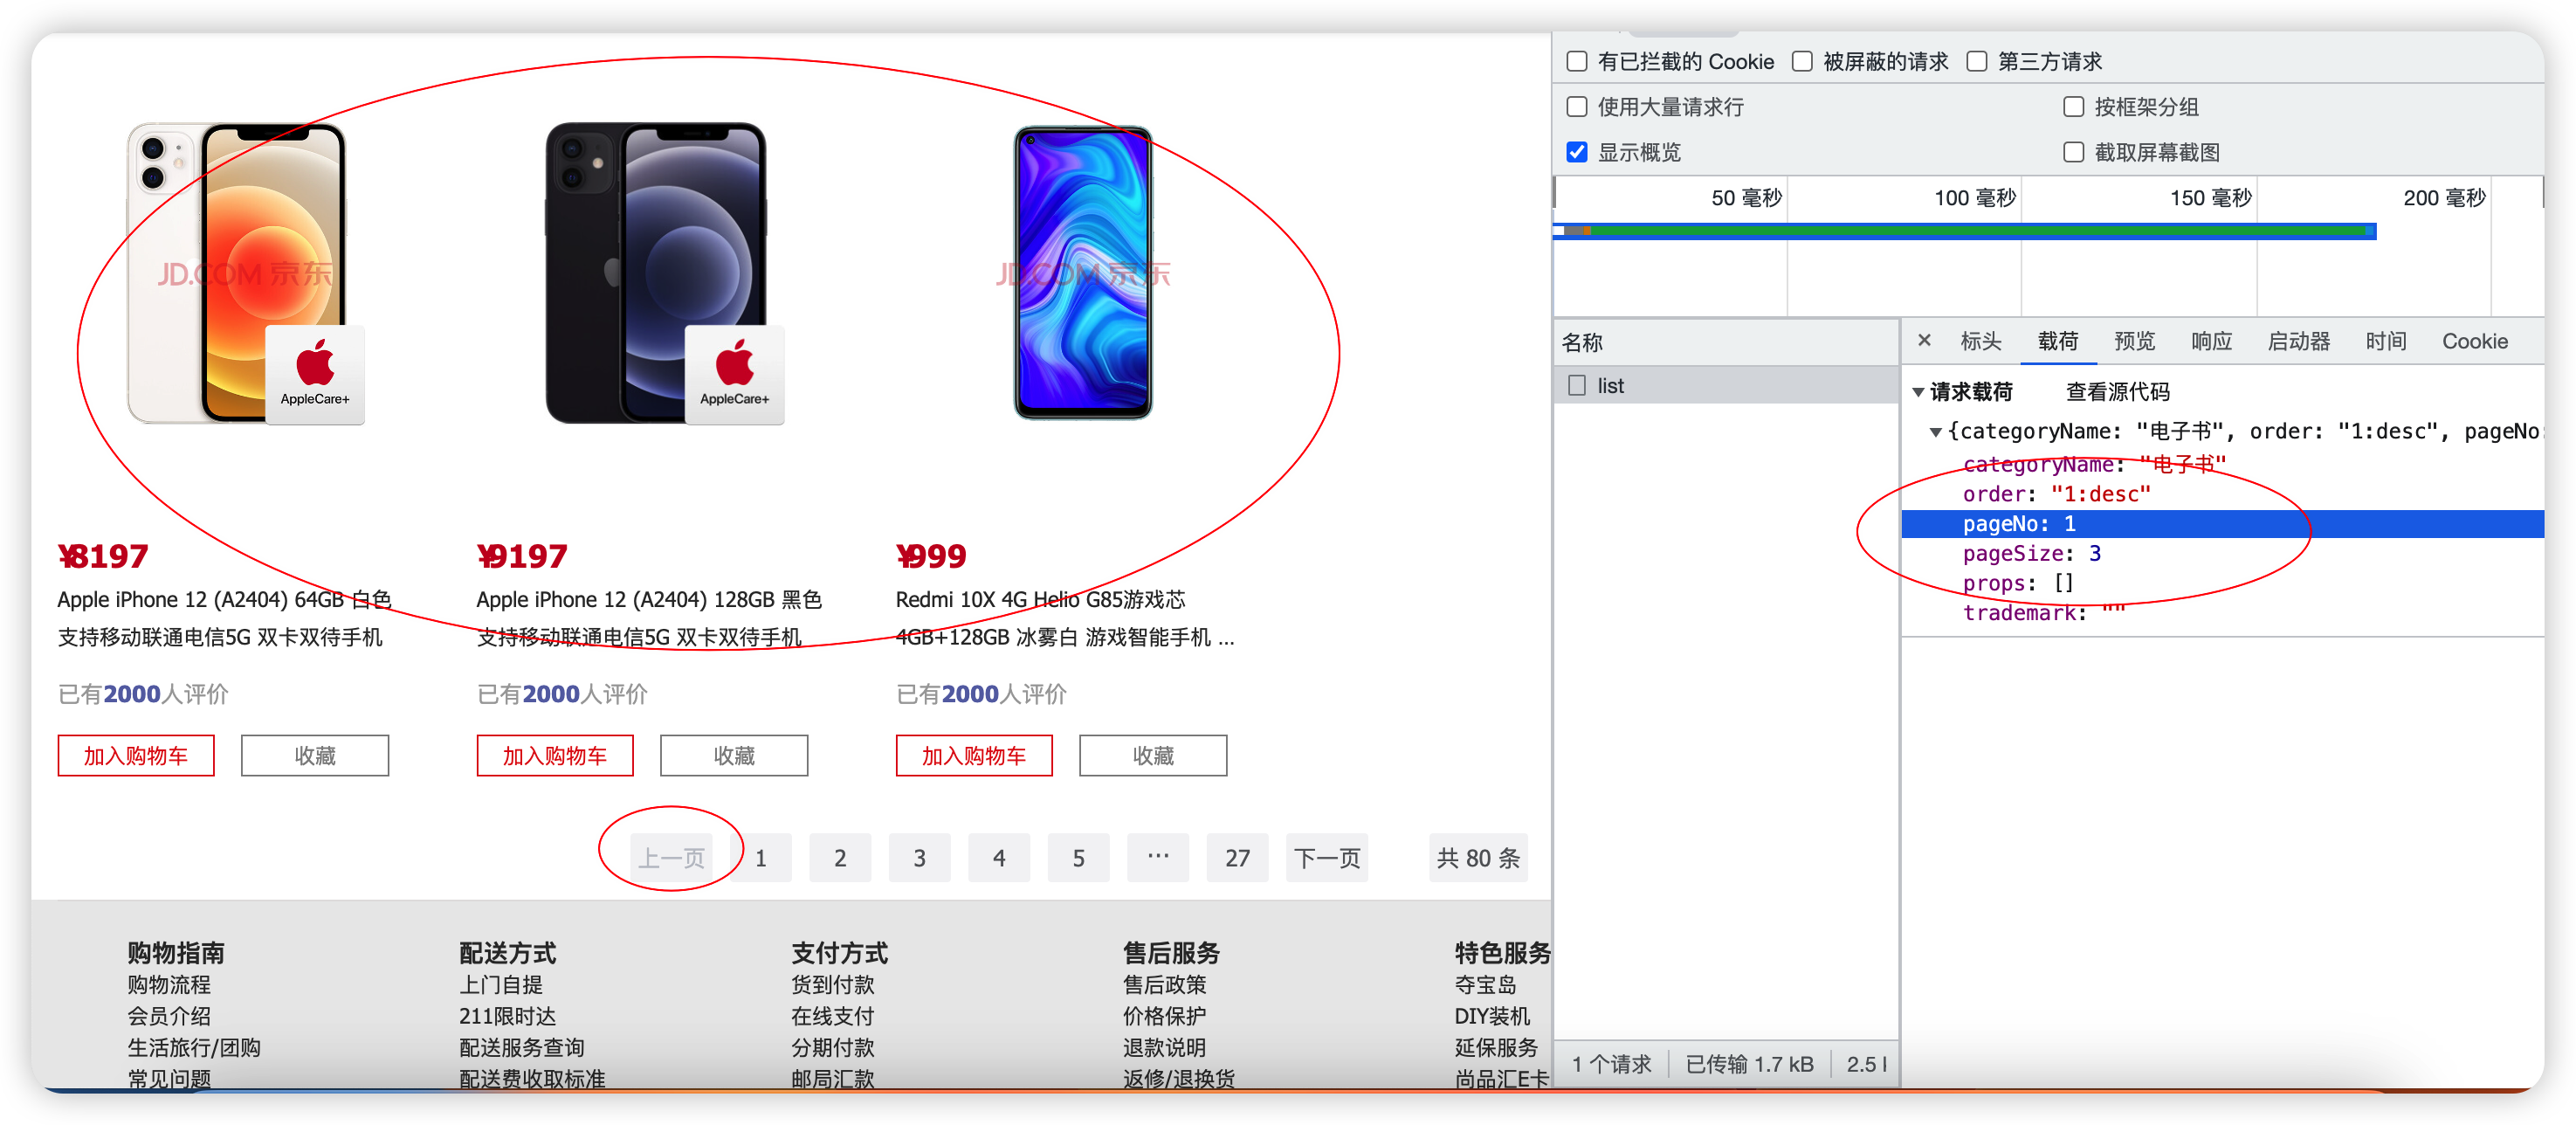 JD.COM 京东
AppleCare+
AppleCare+
JD.COM 京东
¥8197
Apple iPhone 12 (A2404) 64GB 白色
支持移动联通电信5G 双卡双待手机
已有2000人评价
加入购物车 收藏
¥9197
Apple iPhone 12 (A2404) 128GB 黑色
支持移动联通电信5G 双卡双待手机
已有2000人评价
加入购物车 收藏
¥999
Redmi 10X 4G Helio G85游戏芯
4GB+128GB 冰雾白 游戏智能手机 ...
已有2000人评价
加入购物车 收藏
上一页 1 2 3 4 5 ··· 27 下一页 共 80 条
购物指南
购物流程
会员介绍
生活旅行/团购
常见问题
配送方式
上门自提
211限时达
配送服务查询
配送费收取标准
支付方式
货到付款
在线支付
分期付款
邮局汇款
售后服务
售后政策
价格保护
退款说明
返修/退换货
特色服务
夺宝岛
DIY装机
延保服务
尚品汇E卡
有已拦截的 Cookie 被屏蔽的请求 第三方请求
使用大量请求行 按框架分组
显示概览 截取屏幕截图
50 毫秒 100 毫秒 150 毫秒 200 毫秒
名称
list
× 标头 载荷 预览 响应 启动器 时间 Cookie
请求载荷 查看源代码
{categoryName: "电子书", order: "1:desc", pageNo:
categoryName: "电子书"
order: "1:desc"
pageNo: 1
pageSize: 3
props: []
trademark: ""
1 个请求 已传输 1.7 kB 2.5